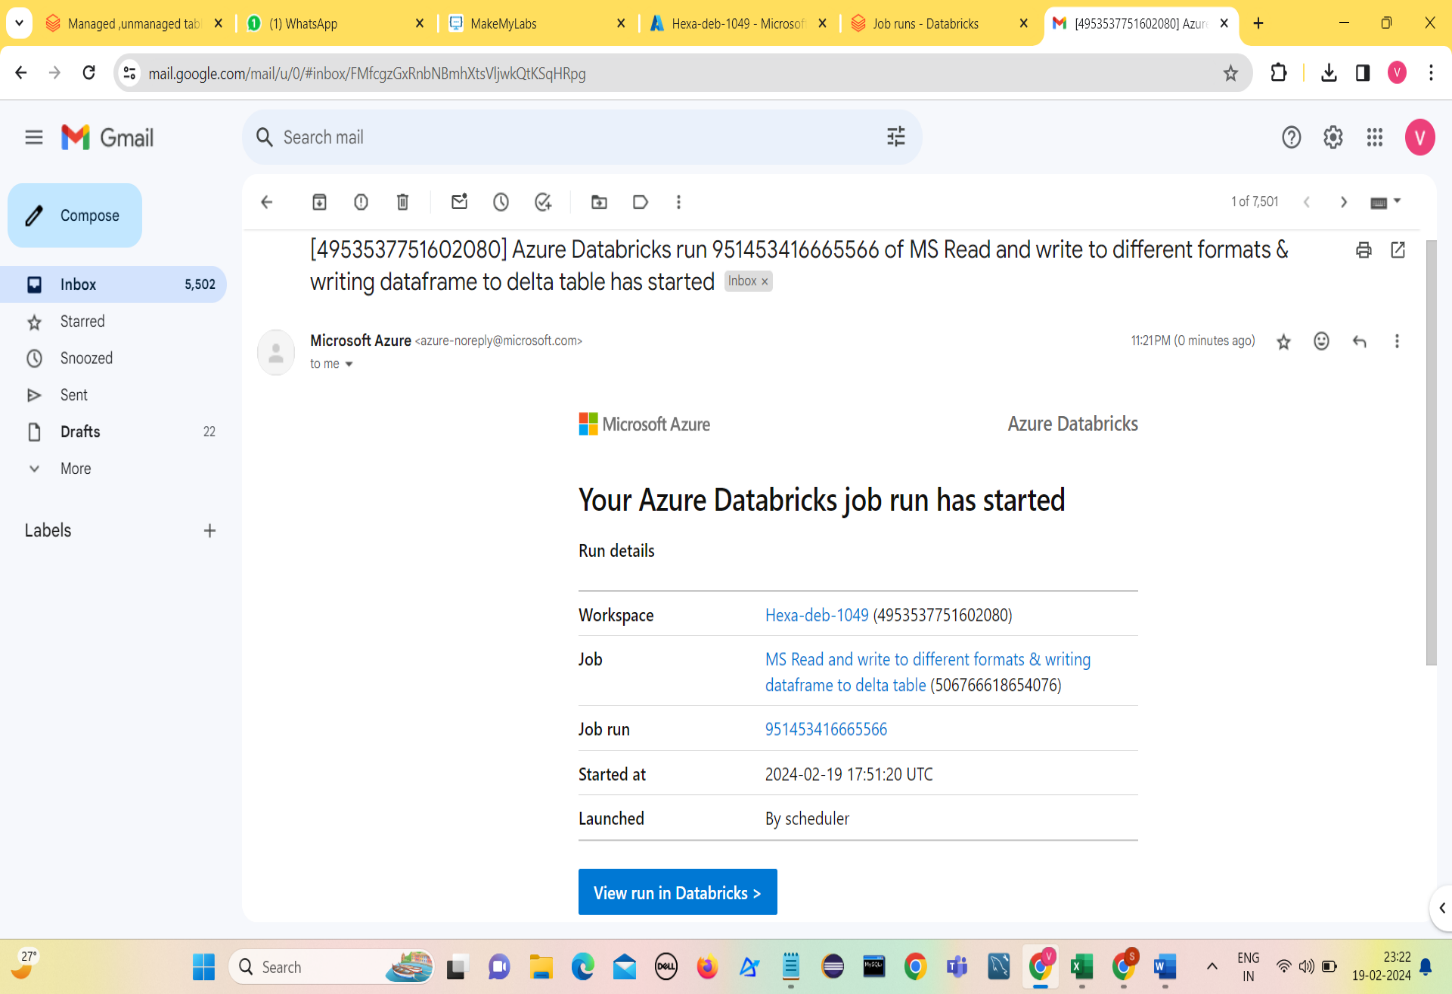 Managed ,unmanaged tab
(1) WhatsApp
MakeMyLabs
Hexa-deb-1049 - Microsof
Job runs - Databricks
[4953537751602080] Azur
mail.google.com/mail/u/0/#inbox/FMfcgzGxRnbNBmhXtsVljwkQtKSqHRpg
V
Gmail
Search mail
V
Compose
1 of 7,501
[4953537751602080] Azure Databricks run 951453416665566 of MS Read and write to different formats &
writing dataframe to delta table has started Inbox x
Inbox 5,502
Starred
Snoozed
Sent
Drafts 22
More
Labels
Microsoft Azure <azure-noreply@microsoft.com>
11:21 PM (0 minutes ago)
to me
Microsoft Azure
Azure Databricks
Your Azure Databricks job run has started
Run details
Workspace Hexa-deb-1049 (4953537751602080)
Job MS Read and write to different formats & writing
dataframe to delta table (506766618654076)
Job run 951453416665566
Started at 2024-02-19 17:51:20 UTC
Launched By scheduler
View run in Databricks >
27°
Search
DELL
MySQL
V
S
ENG
IN
23:22
19-02-2024